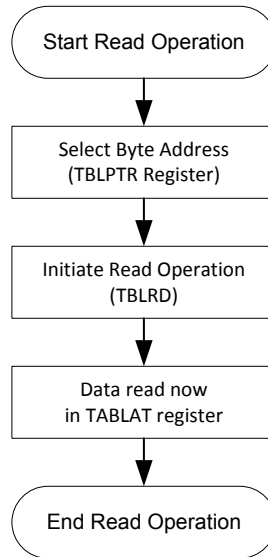 Start Read Operation
Select Byte Address
(TBLPTR Register)
Initiate Read Operation
(TBLRD)
Data read now
in TABLAT register
End Read Operation